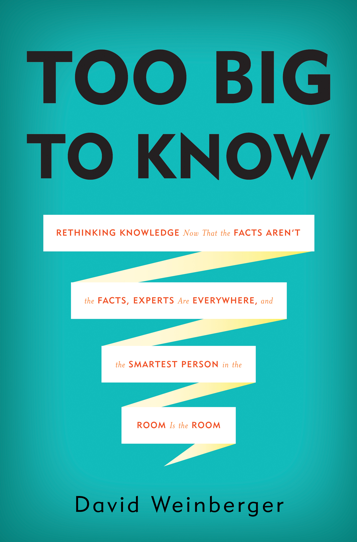 TOO BIG
TO KNOW
RETHINKING KNOWLEDGE Now That the FACTS AREN'T
the FACTS, EXPERTS Are EVERYWHERE, and
the SMARTEST PERSON in the
ROOM Is the ROOM
David Weinberger